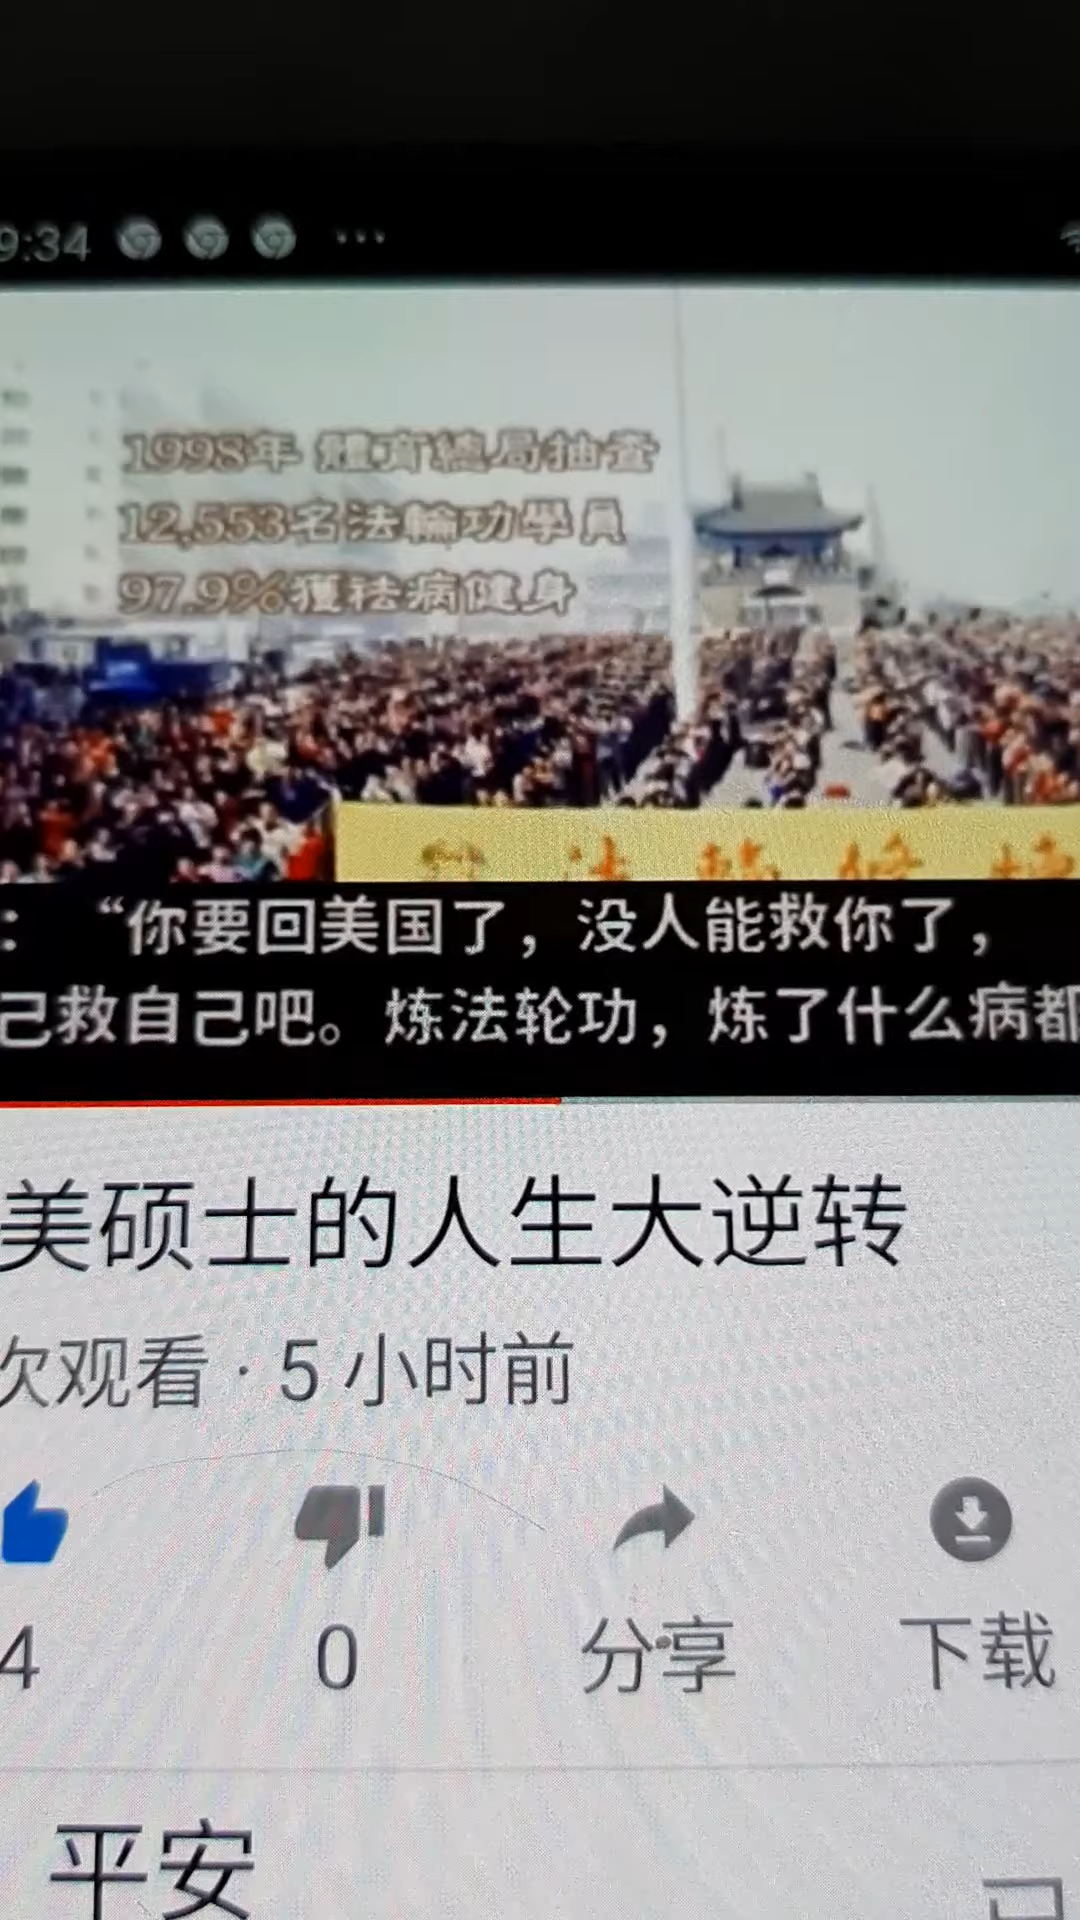 9:34
1998年 體育總局抽查
12,553名法輪功學員
97.9%獲祛病健身
：“你要回美国了，没人能救你了，
己救自己吧。炼法轮功，炼了什么病都
美硕士的人生大逆转
次观看 · 5 小时前
4
0
分享
下载
平安